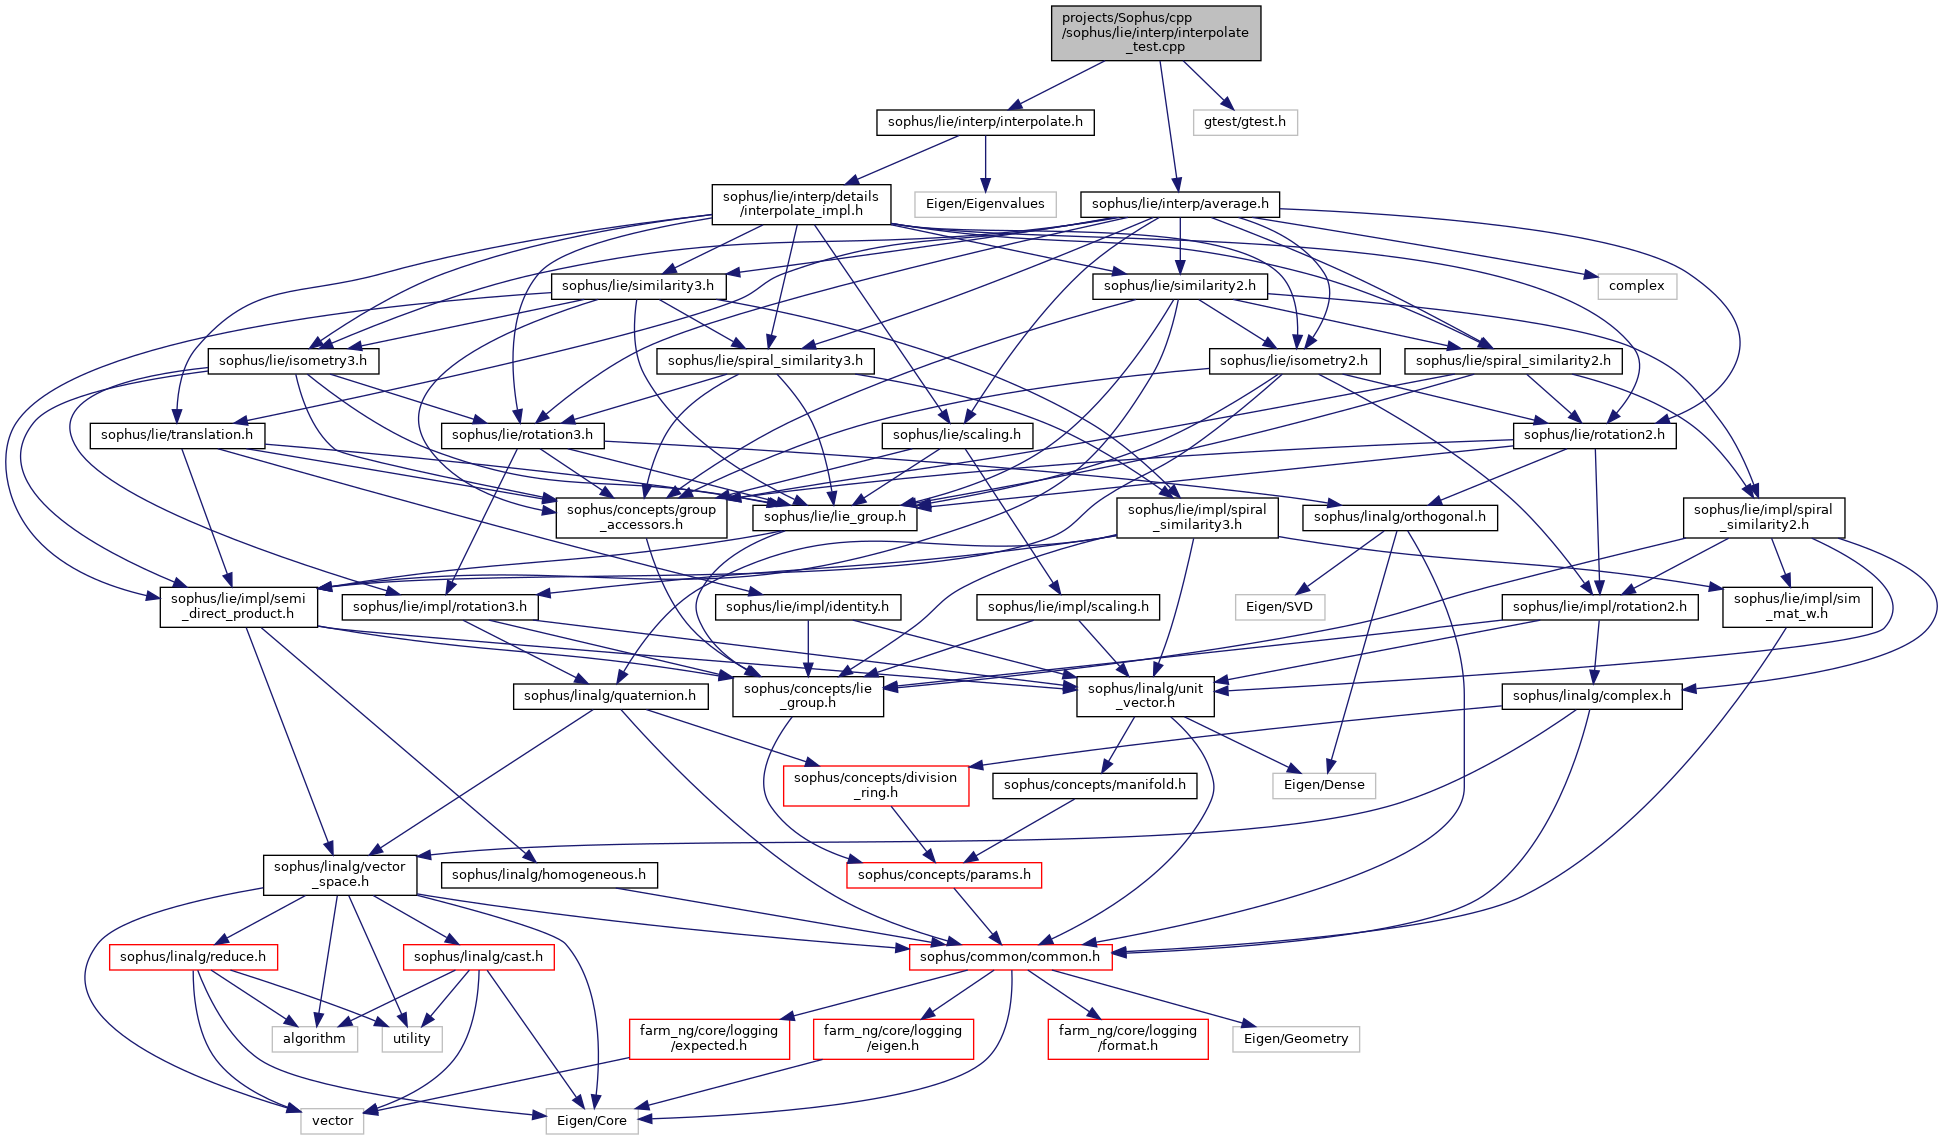 projects/Sophus/cpp
/sophus/lie/interp/interpolate
_test.cpp
sophus/lie/interp/interpolate.h
gtest/gtest.h
sophus/lie/interp/details
/interpolate_impl.h
Eigen/Eigenvalues
sophus/lie/interp/average.h
sophus/lie/similarity3.h
sophus/lie/similarity2.h
complex
sophus/lie/isometry3.h
sophus/lie/spiral_similarity3.h
sophus/lie/isometry2.h
sophus/lie/spiral_similarity2.h
sophus/lie/translation.h
sophus/lie/rotation3.h
sophus/lie/scaling.h
sophus/lie/rotation2.h
sophus/concepts/group
_accessors.h
sophus/lie/lie_group.h
sophus/lie/impl/spiral
_similarity3.h
sophus/linalg/orthogonal.h
sophus/lie/impl/spiral
_similarity2.h
sophus/lie/impl/semi
_direct_product.h
sophus/lie/impl/rotation3.h
sophus/lie/impl/identity.h
sophus/lie/impl/scaling.h
Eigen/SVD
sophus/lie/impl/rotation2.h
sophus/lie/impl/sim
_mat_w.h
sophus/linalg/quaternion.h
sophus/concepts/lie
_group.h
sophus/linalg/unit
_vector.h
sophus/linalg/complex.h
sophus/concepts/division
_ring.h
sophus/concepts/manifold.h
Eigen/Dense
sophus/linalg/vector
_space.h
sophus/linalg/homogeneous.h
sophus/concepts/params.h
sophus/linalg/reduce.h
sophus/linalg/cast.h
sophus/common/common.h
algorithm
utility
farm_ng/core/logging
/expected.h
farm_ng/core/logging
/eigen.h
farm_ng/core/logging
/format.h
Eigen/Geometry
vector
Eigen/Core